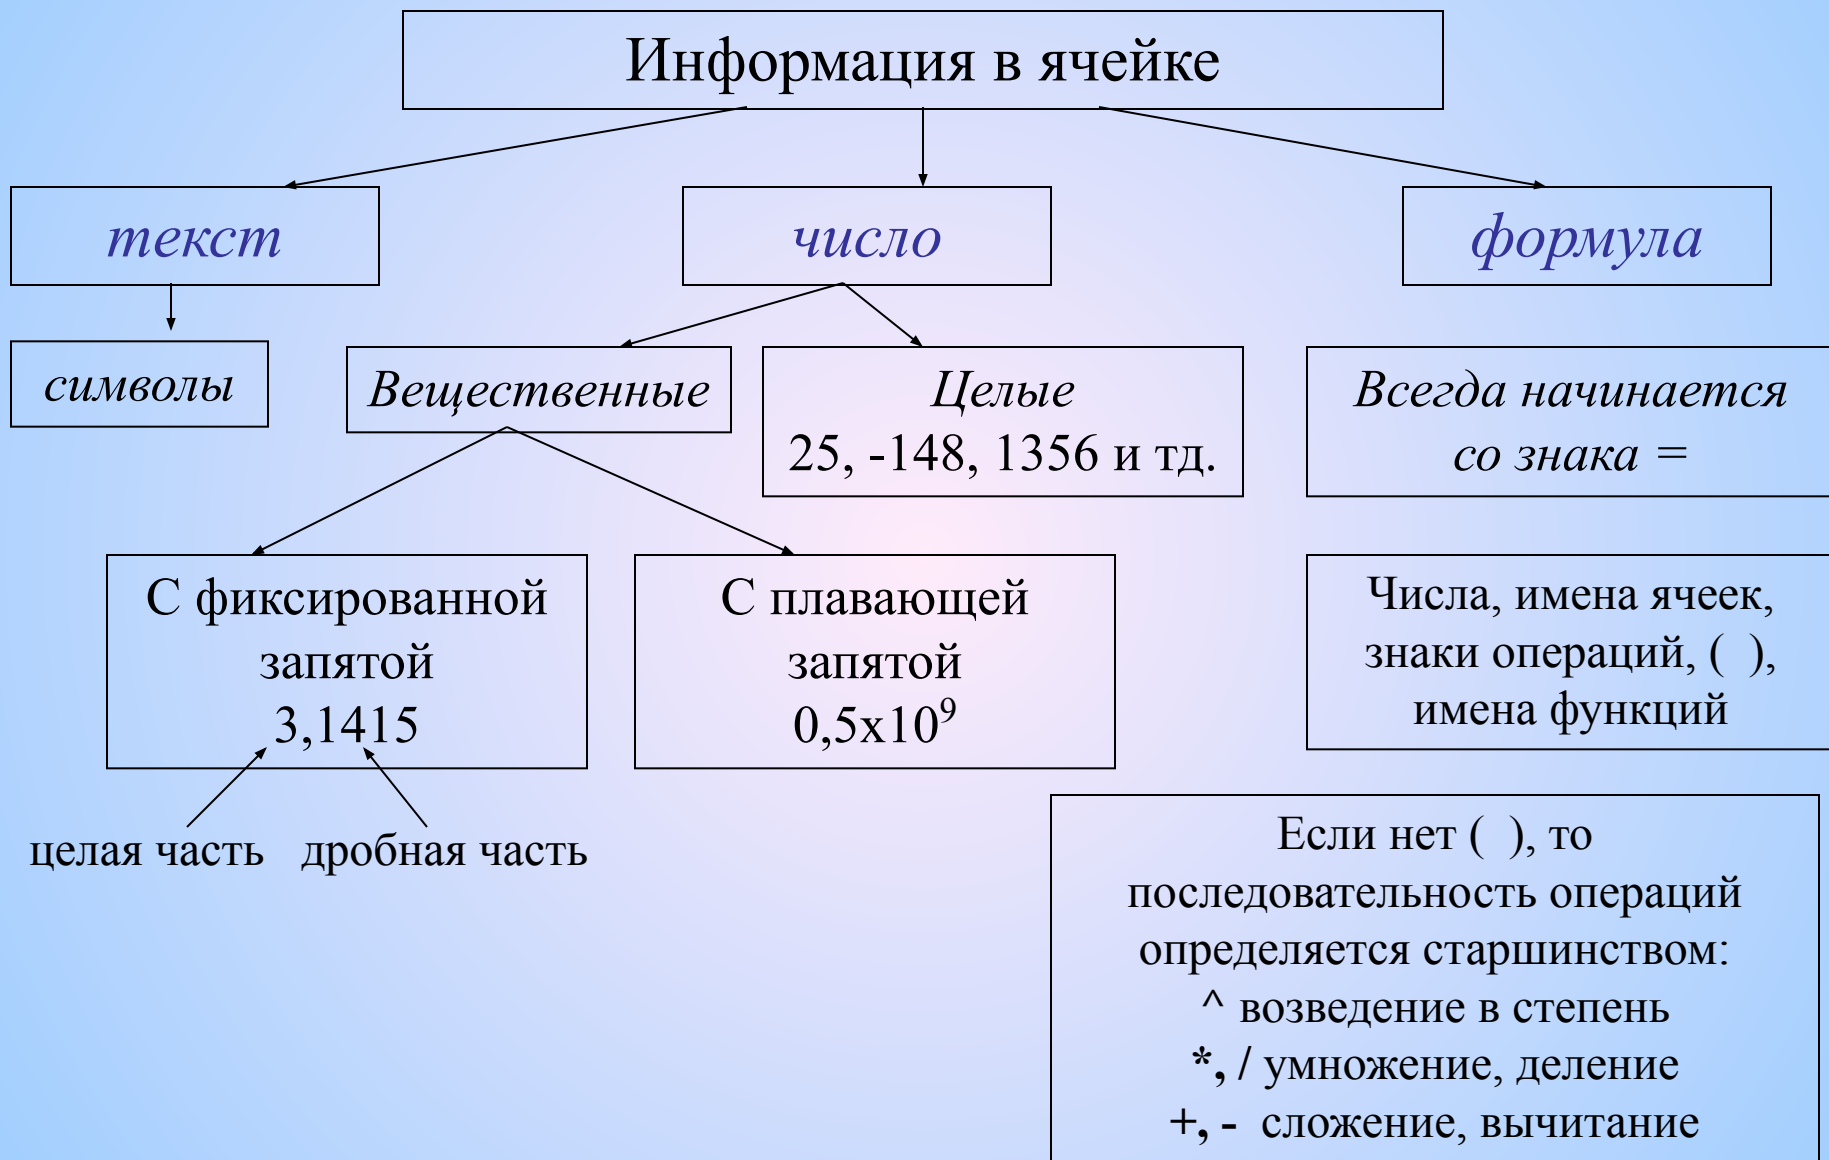 Информация в ячейке
текст
число
формула
символы
Вещественные
Целые
25, -148, 1356 и тд.
Всегда начинается
со знака =
С фиксированной
запятой
3,1415
С плавающей
запятой
0,5x10⁹
Числа, имена ячеек,
знаки операций, (  ),
имена функций
целая часть
дробная часть
Если нет (  ), то
последовательность операций
определяется старшинством:
^ возведение в степень
*, / умножение, деление
+, -  сложение, вычитание